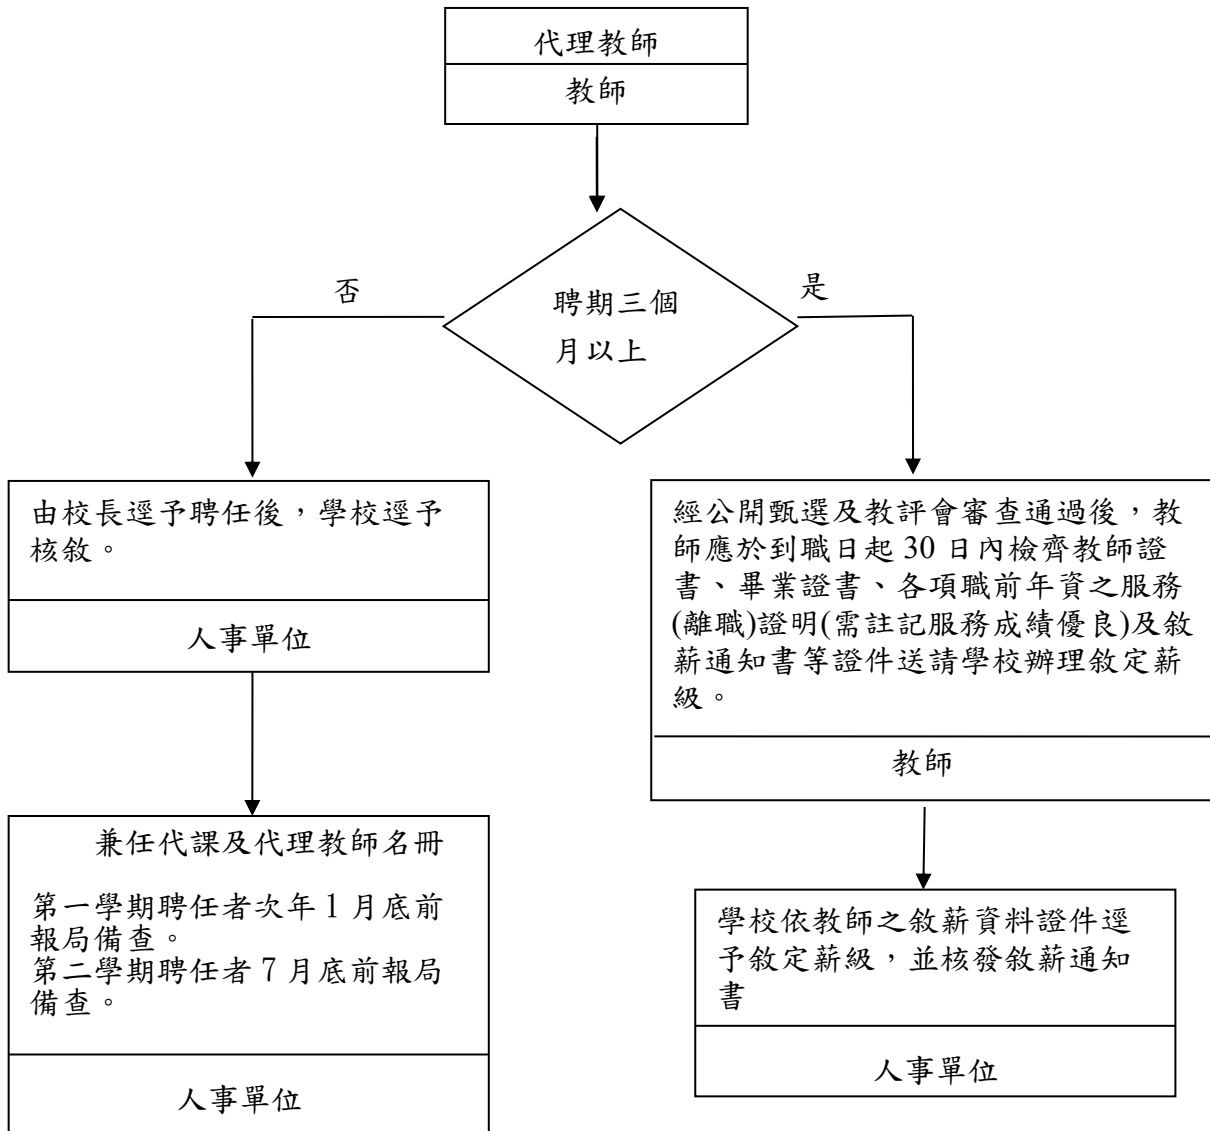 代理教師
教師
否
是
聘期三個
月以上
由校長逕予聘任後，學校逕予
核敘。
人事單位
經公開甄選及教評會審查通過後，教
師應於到職日起 30 日內檢齊教師證
書、畢業證書、各項職前年資之服務
(離職)證明(需註記服務成績優良)及敘
薪通知書等證件送請學校辦理敘定薪
級。
教師
兼任代課及代理教師名冊
第一學期聘任者次年 1 月底前
報局備查。
第二學期聘任者 7 月底前報局
備查。
人事單位
學校依教師之敘薪資料證件逕
予敘定薪級，並核發敘薪通知
書
人事單位